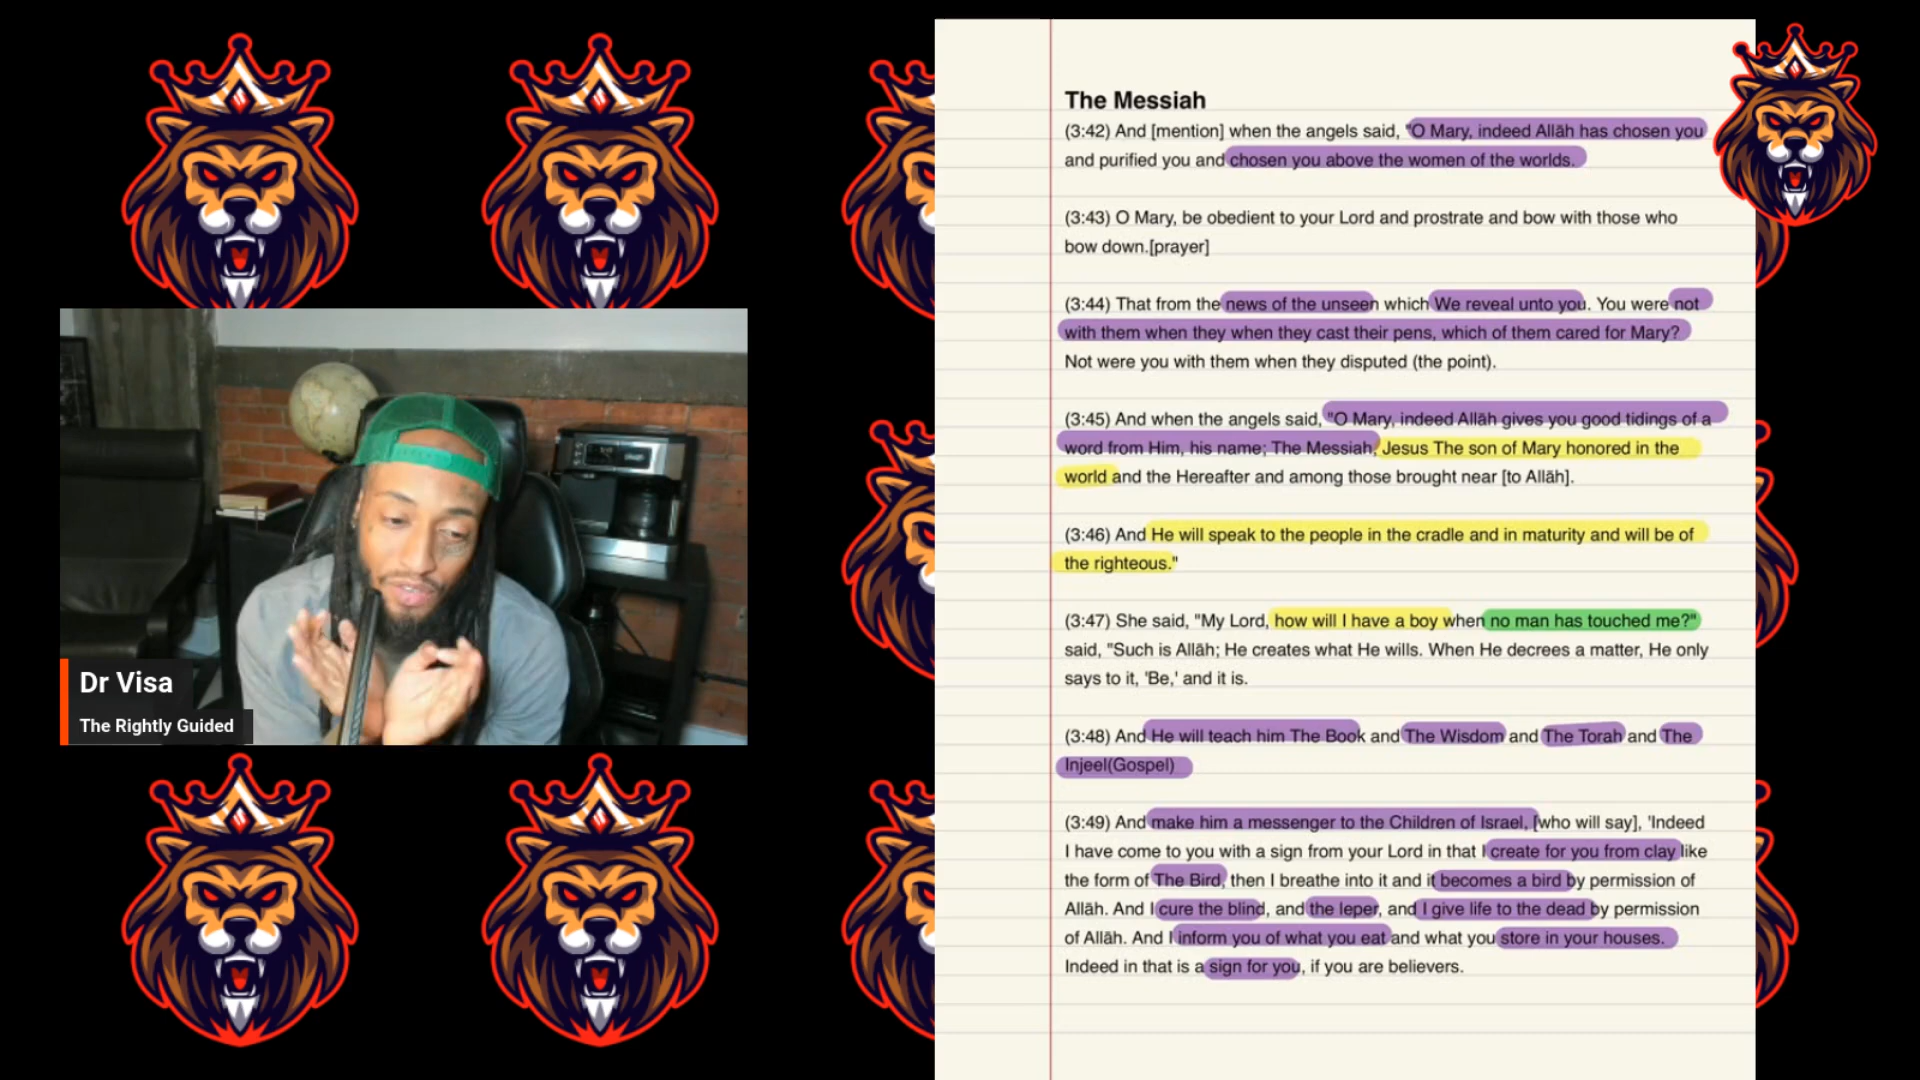 The Messiah
(3:42) And [mention] when the angels said, "O Mary, indeed Allāh has chosen you
and purified you and chosen you above the women of the worlds.
(3:43) O Mary, be obedient to your Lord and prostrate and bow with those who
bow down.[prayer]
(3:44) That from the news of the unseen which We reveal unto you. You were not
with them when they when they cast their pens, which of them cared for Mary?
Not were you with them when they disputed (the point).
(3:45) And when the angels said, "O Mary, indeed Allāh gives you good tidings of a
word from Him, his name; The Messiah, Jesus The son of Mary honored in the
world and the Hereafter and among those brought near [to Allāh].
(3:46) And He will speak to the people in the cradle and in maturity and will be of
the righteous."
(3:47) She said, "My Lord, how will I have a boy when no man has touched me?"
said, "Such is Allāh; He creates what He wills. When He decrees a matter, He only
says to it, 'Be,' and it is.
(3:48) And He will teach him The Book and The Wisdom and The Torah and The
Injeel(Gospel)
(3:49) And make him a messenger to the Children of Israel, [who will say], 'Indeed
I have come to you with a sign from your Lord in that I create for you from clay like
the form of The Bird, then I breathe into it and it becomes a bird by permission of
Allāh. And I cure the blind, and the leper, and I give life to the dead by permission
of Allāh. And I inform you of what you eat and what you store in your houses.
Indeed in that is a sign for you, if you are believers.
Dr Visa
The Rightly Guided